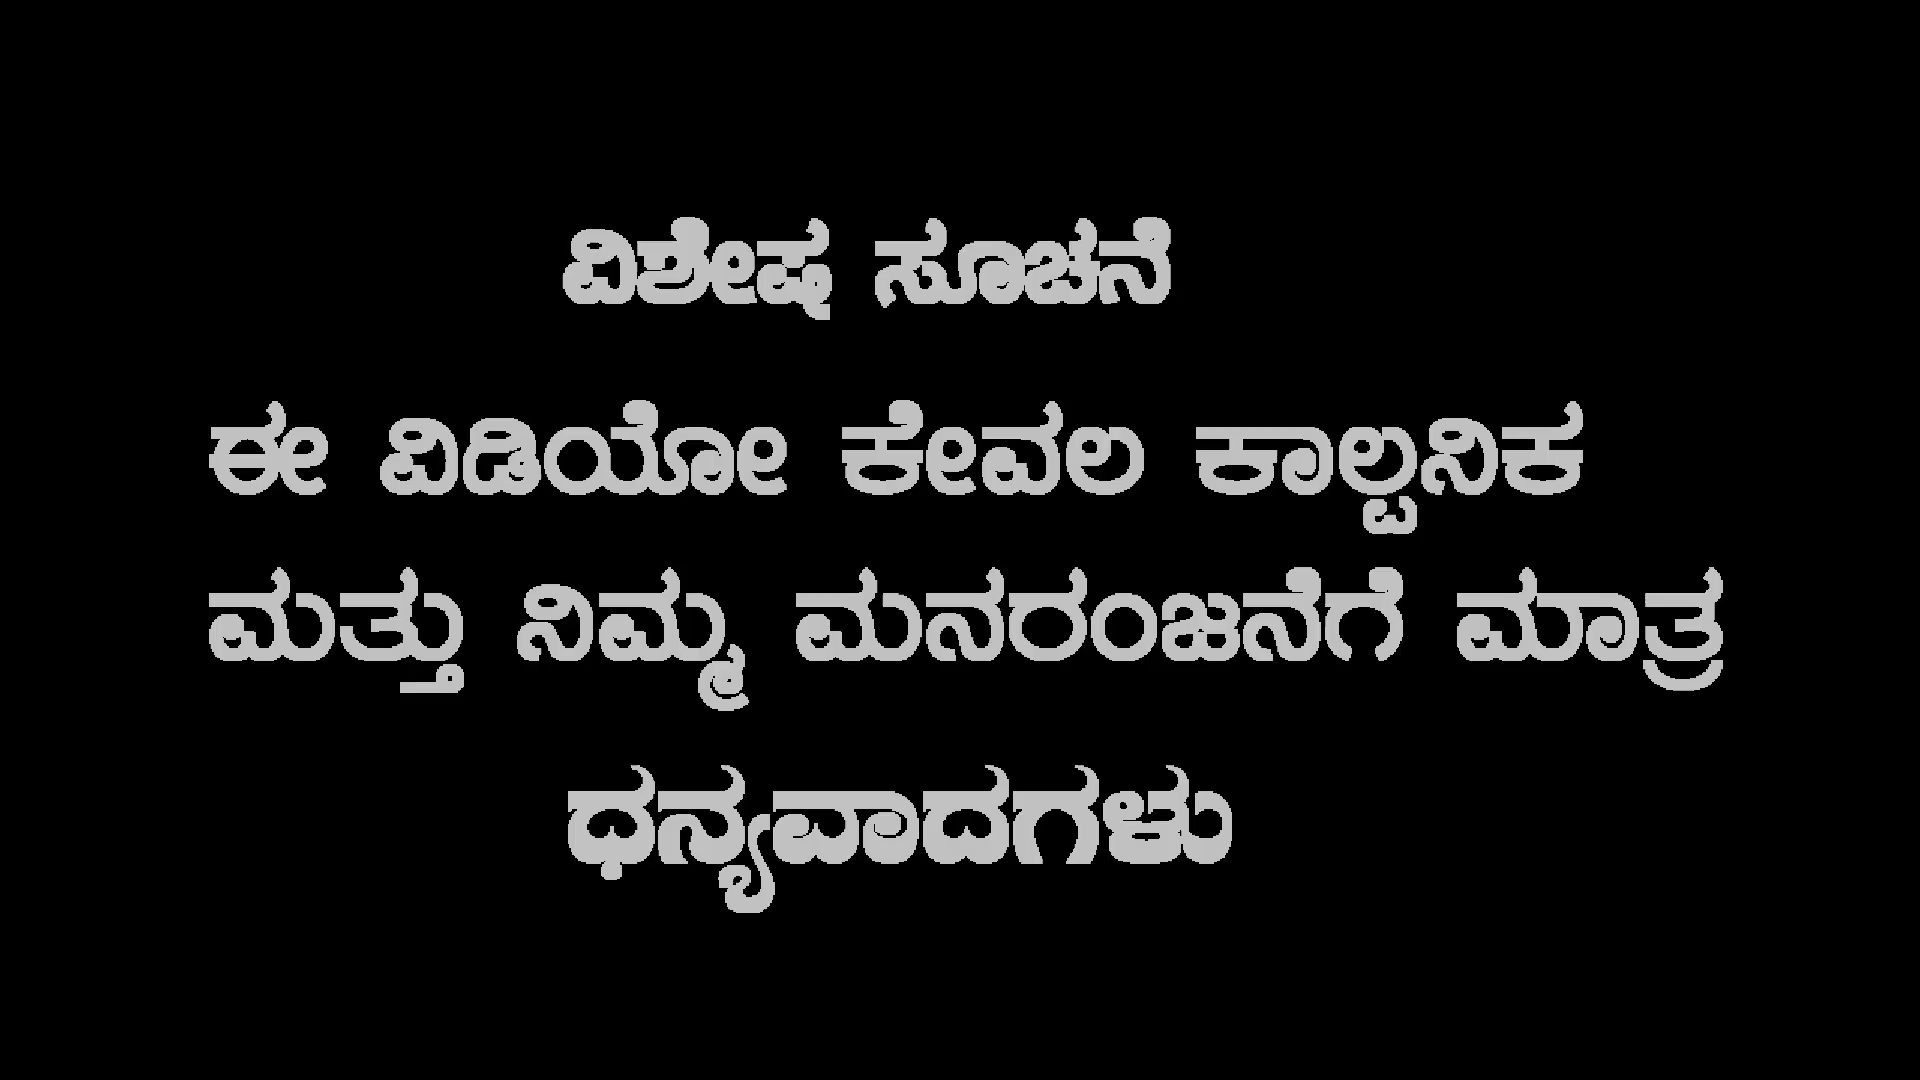 ವಿಶೇಷ ಸೂಚನೆ
ಈ ವಿಡಿಯೋ ಕೇವಲ ಕಾಲ್ಪನಿಕ
ಮತ್ತು ನಿಮ್ಮ ಮನರಂಜನೆಗೆ ಮಾತ್ರ
ಧನ್ಯವಾದಗಳು